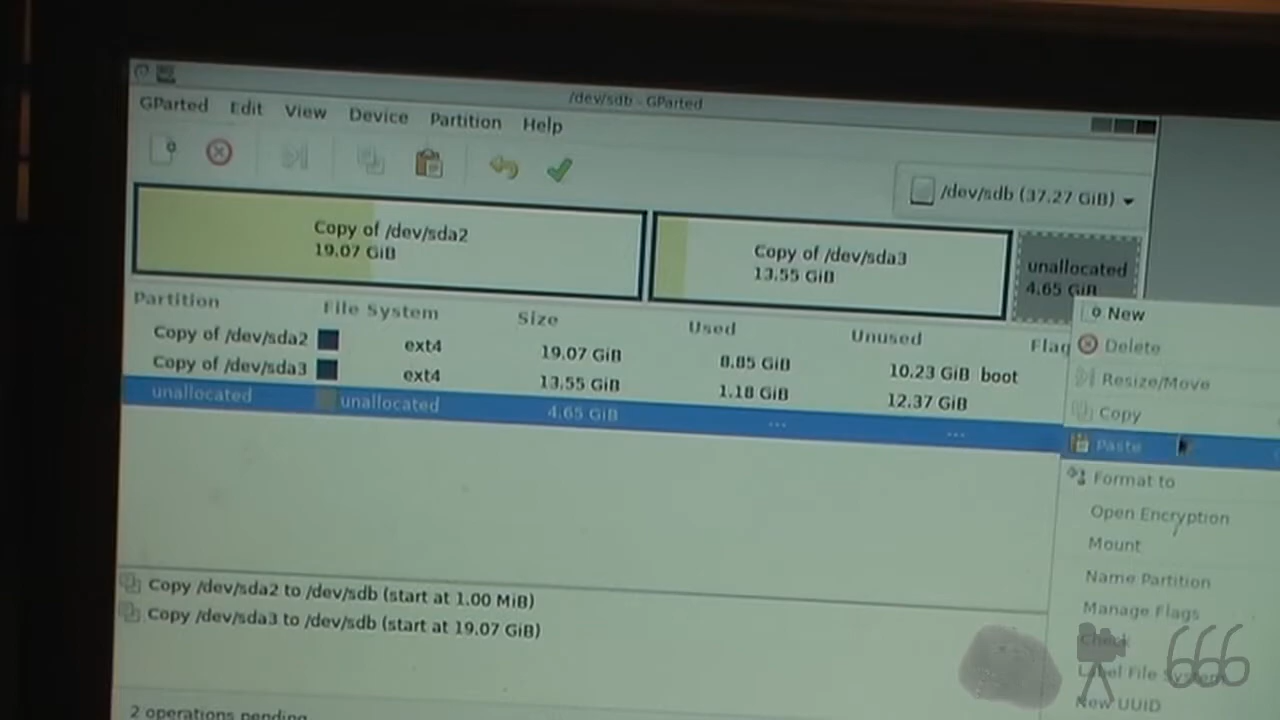 /dev/sdb - GParted
GParted Edit View Device Partition Help
/dev/sdb (37.27 GiB)
Copy of /dev/sda2
19.07 GiB
Copy of /dev/sda3
13.55 GiB
unallocated
4.65 GiB
Partition File System Size Used Unused Flag
Copy of /dev/sda2 ext4 19.07 GiB 8.85 GiB 10.23 GiB boot
Copy of /dev/sda3 ext4 13.55 GiB 1.18 GiB 12.37 GiB
unallocated unallocated 4.65 GiB --- ---
New
Delete
Resize/Move
Copy
Paste
Format to
Open Encryption
Mount
Name Partition
Manage Flags
Check
Label File System
New UUID
Copy /dev/sda2 to /dev/sdb (start at 1.00 MiB)
Copy /dev/sda3 to /dev/sdb (start at 19.07 GiB)
2 operations pending
666